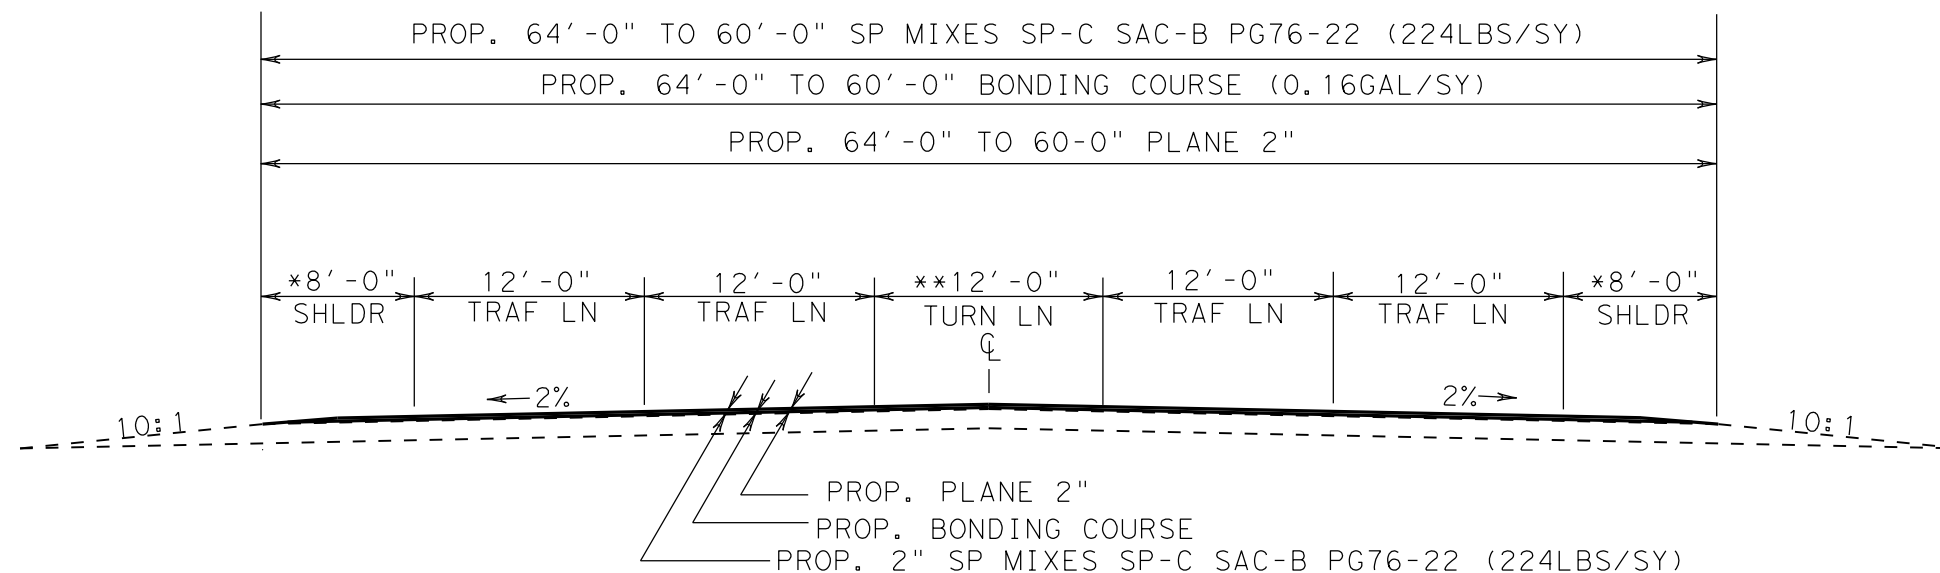 PROP. 64'-0" TO 60'-0" SP MIXES SP-C SAC-B PG76-22 (224LBS/SY)
PROP. 64'-0" TO 60'-0" BONDING COURSE (0.16GAL/SY)
PROP. 64'-0" TO 60-0" PLANE 2"
*8'-0" 12'-0" 12'-0" **12'-0" 12'-0" 12'-0" *8'-0"
SHLDR TRAF LN TRAF LN TURN LN TRAF LN TRAF LN SHLDR
℄
2% 2%
10:1 10:1
PROP. PLANE 2"
PROP. BONDING COURSE
PROP. 2" SP MIXES SP-C SAC-B PG76-22 (224LBS/SY)